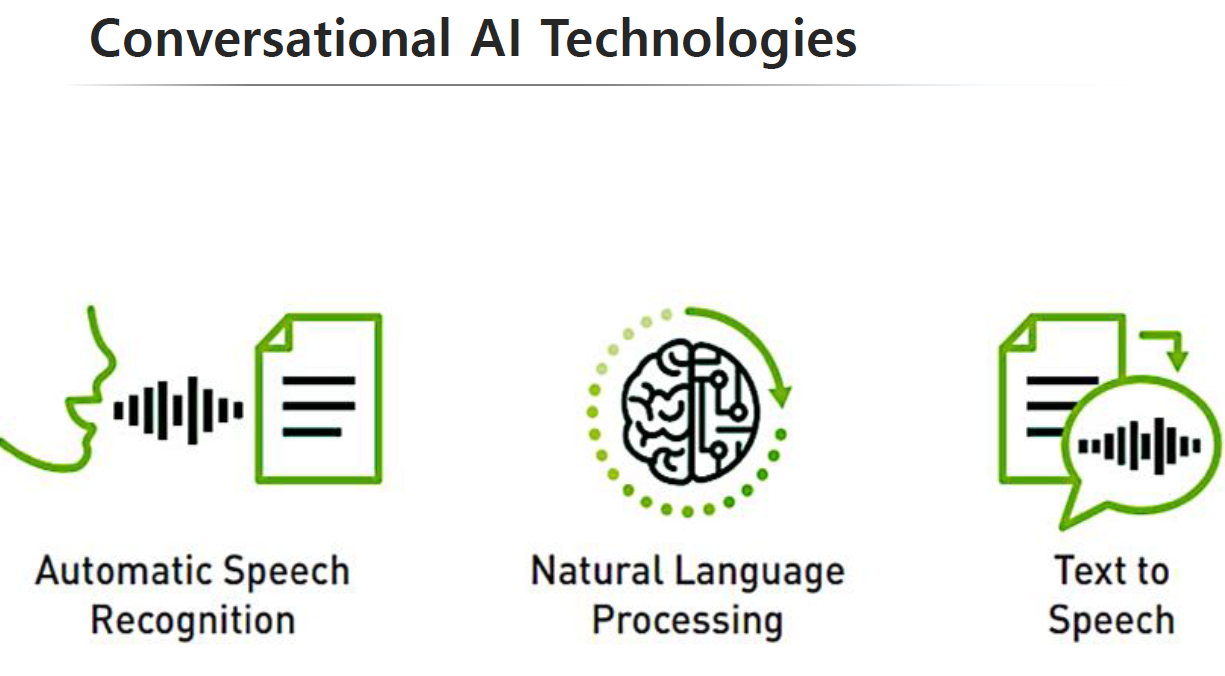 Conversational AI Technologies
Automatic Speech
Recognition
Natural Language
Processing
Text to
Speech